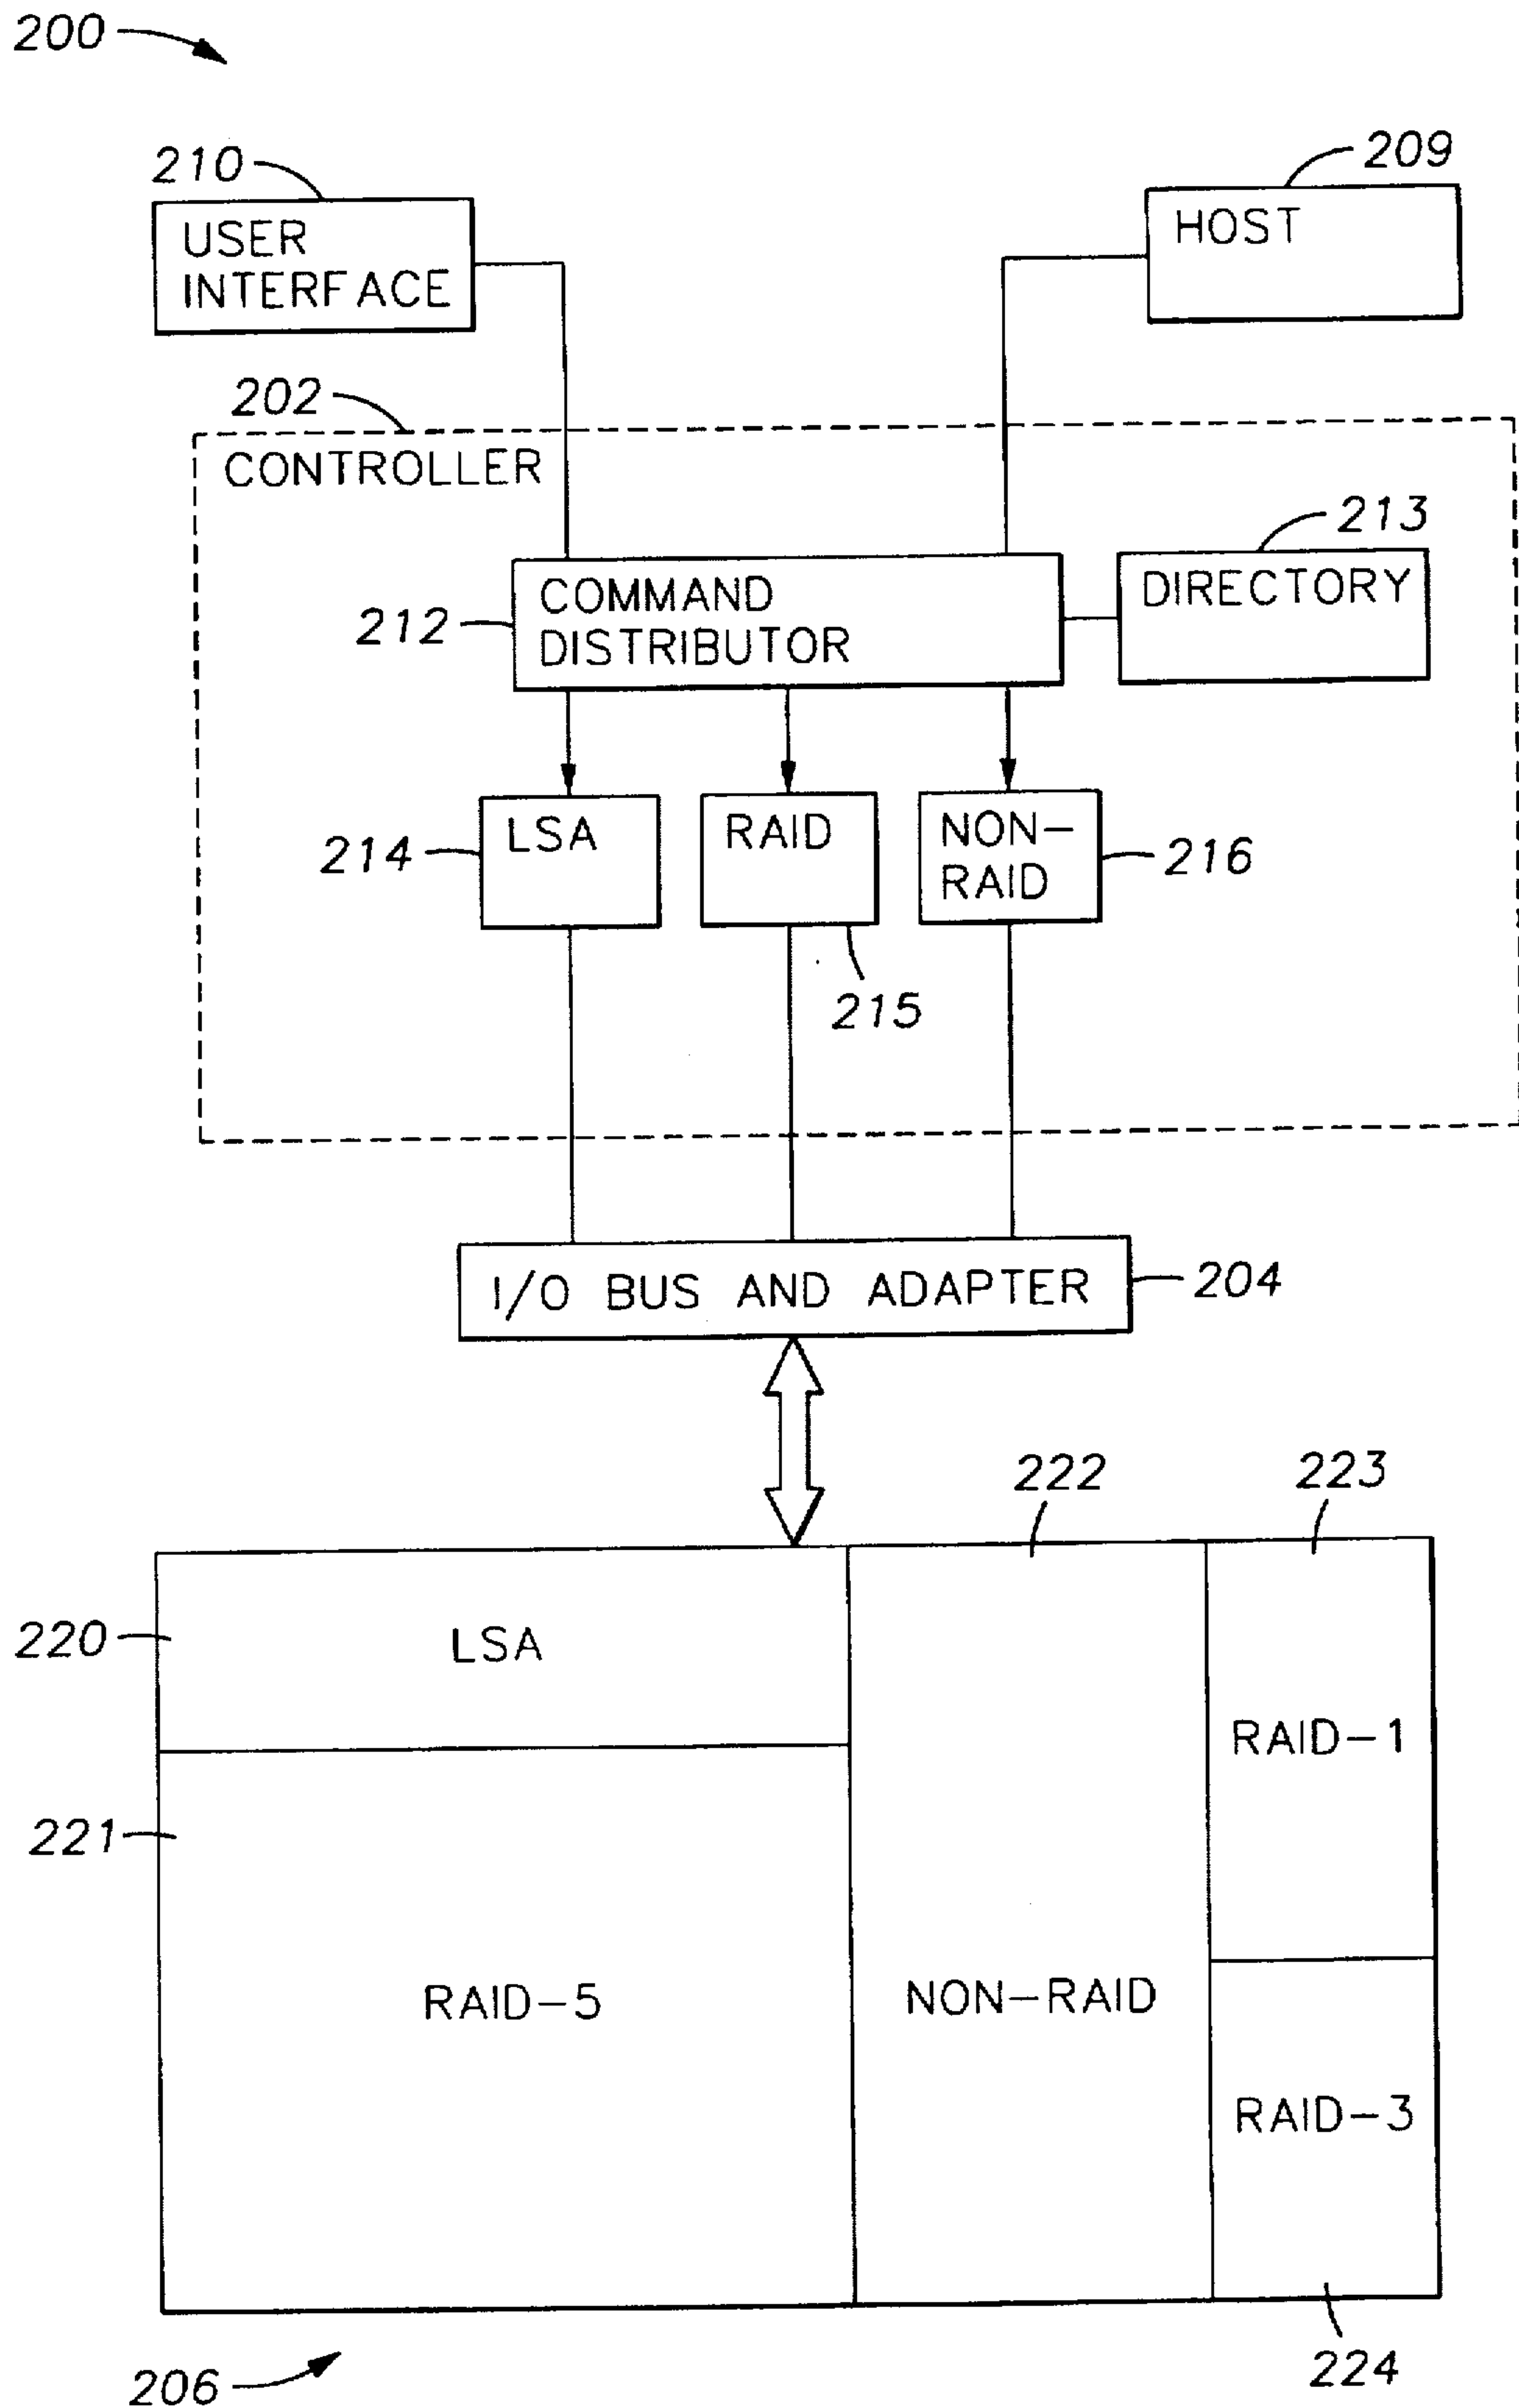 200
210
209
USER
INTERFACE
HOST
202
CONTROLLER
213
COMMAND
DISTRIBUTOR
DIRECTORY
212
LSA
RAID
NON-
RAID
214
216
215
I/O BUS AND ADAPTER
204
222
223
220
LSA
RAID-1
221
RAID-5
NON-RAID
RAID-3
224
206